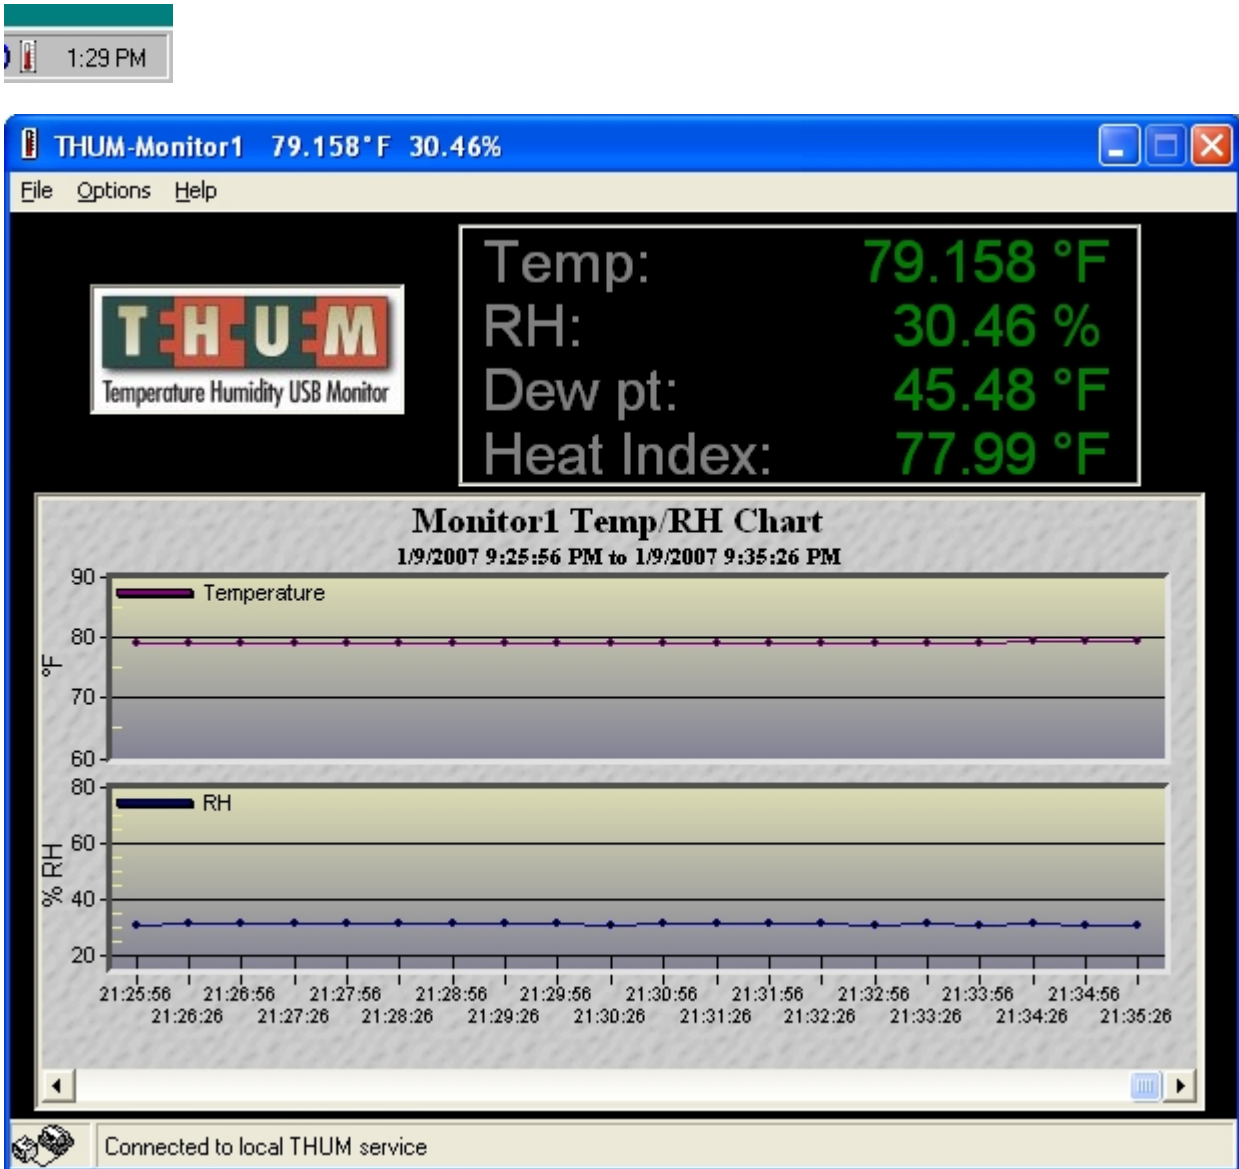 1:29 PM
THUM-Monitor1 79.158°F 30.46%
File Options Help
Temp: 79.158 °F
RH: 30.46 %
Dew pt: 45.48 °F
Heat Index: 77.99 °F
THUM
Temperature Humidity USB Monitor
Monitor1 Temp/RH Chart
1/9/2007 9:25:56 PM to 1/9/2007 9:35:26 PM
90
Temperature
80
°F
70
60
80
RH
60
% RH
40
20
21:25:56 21:26:56 21:27:56 21:28:56 21:29:56 21:30:56 21:31:56 21:32:56 21:33:56 21:34:56
21:26:26 21:27:26 21:28:26 21:29:26 21:30:26 21:31:26 21:32:26 21:33:26 21:34:26 21:35:26
Connected to local THUM service